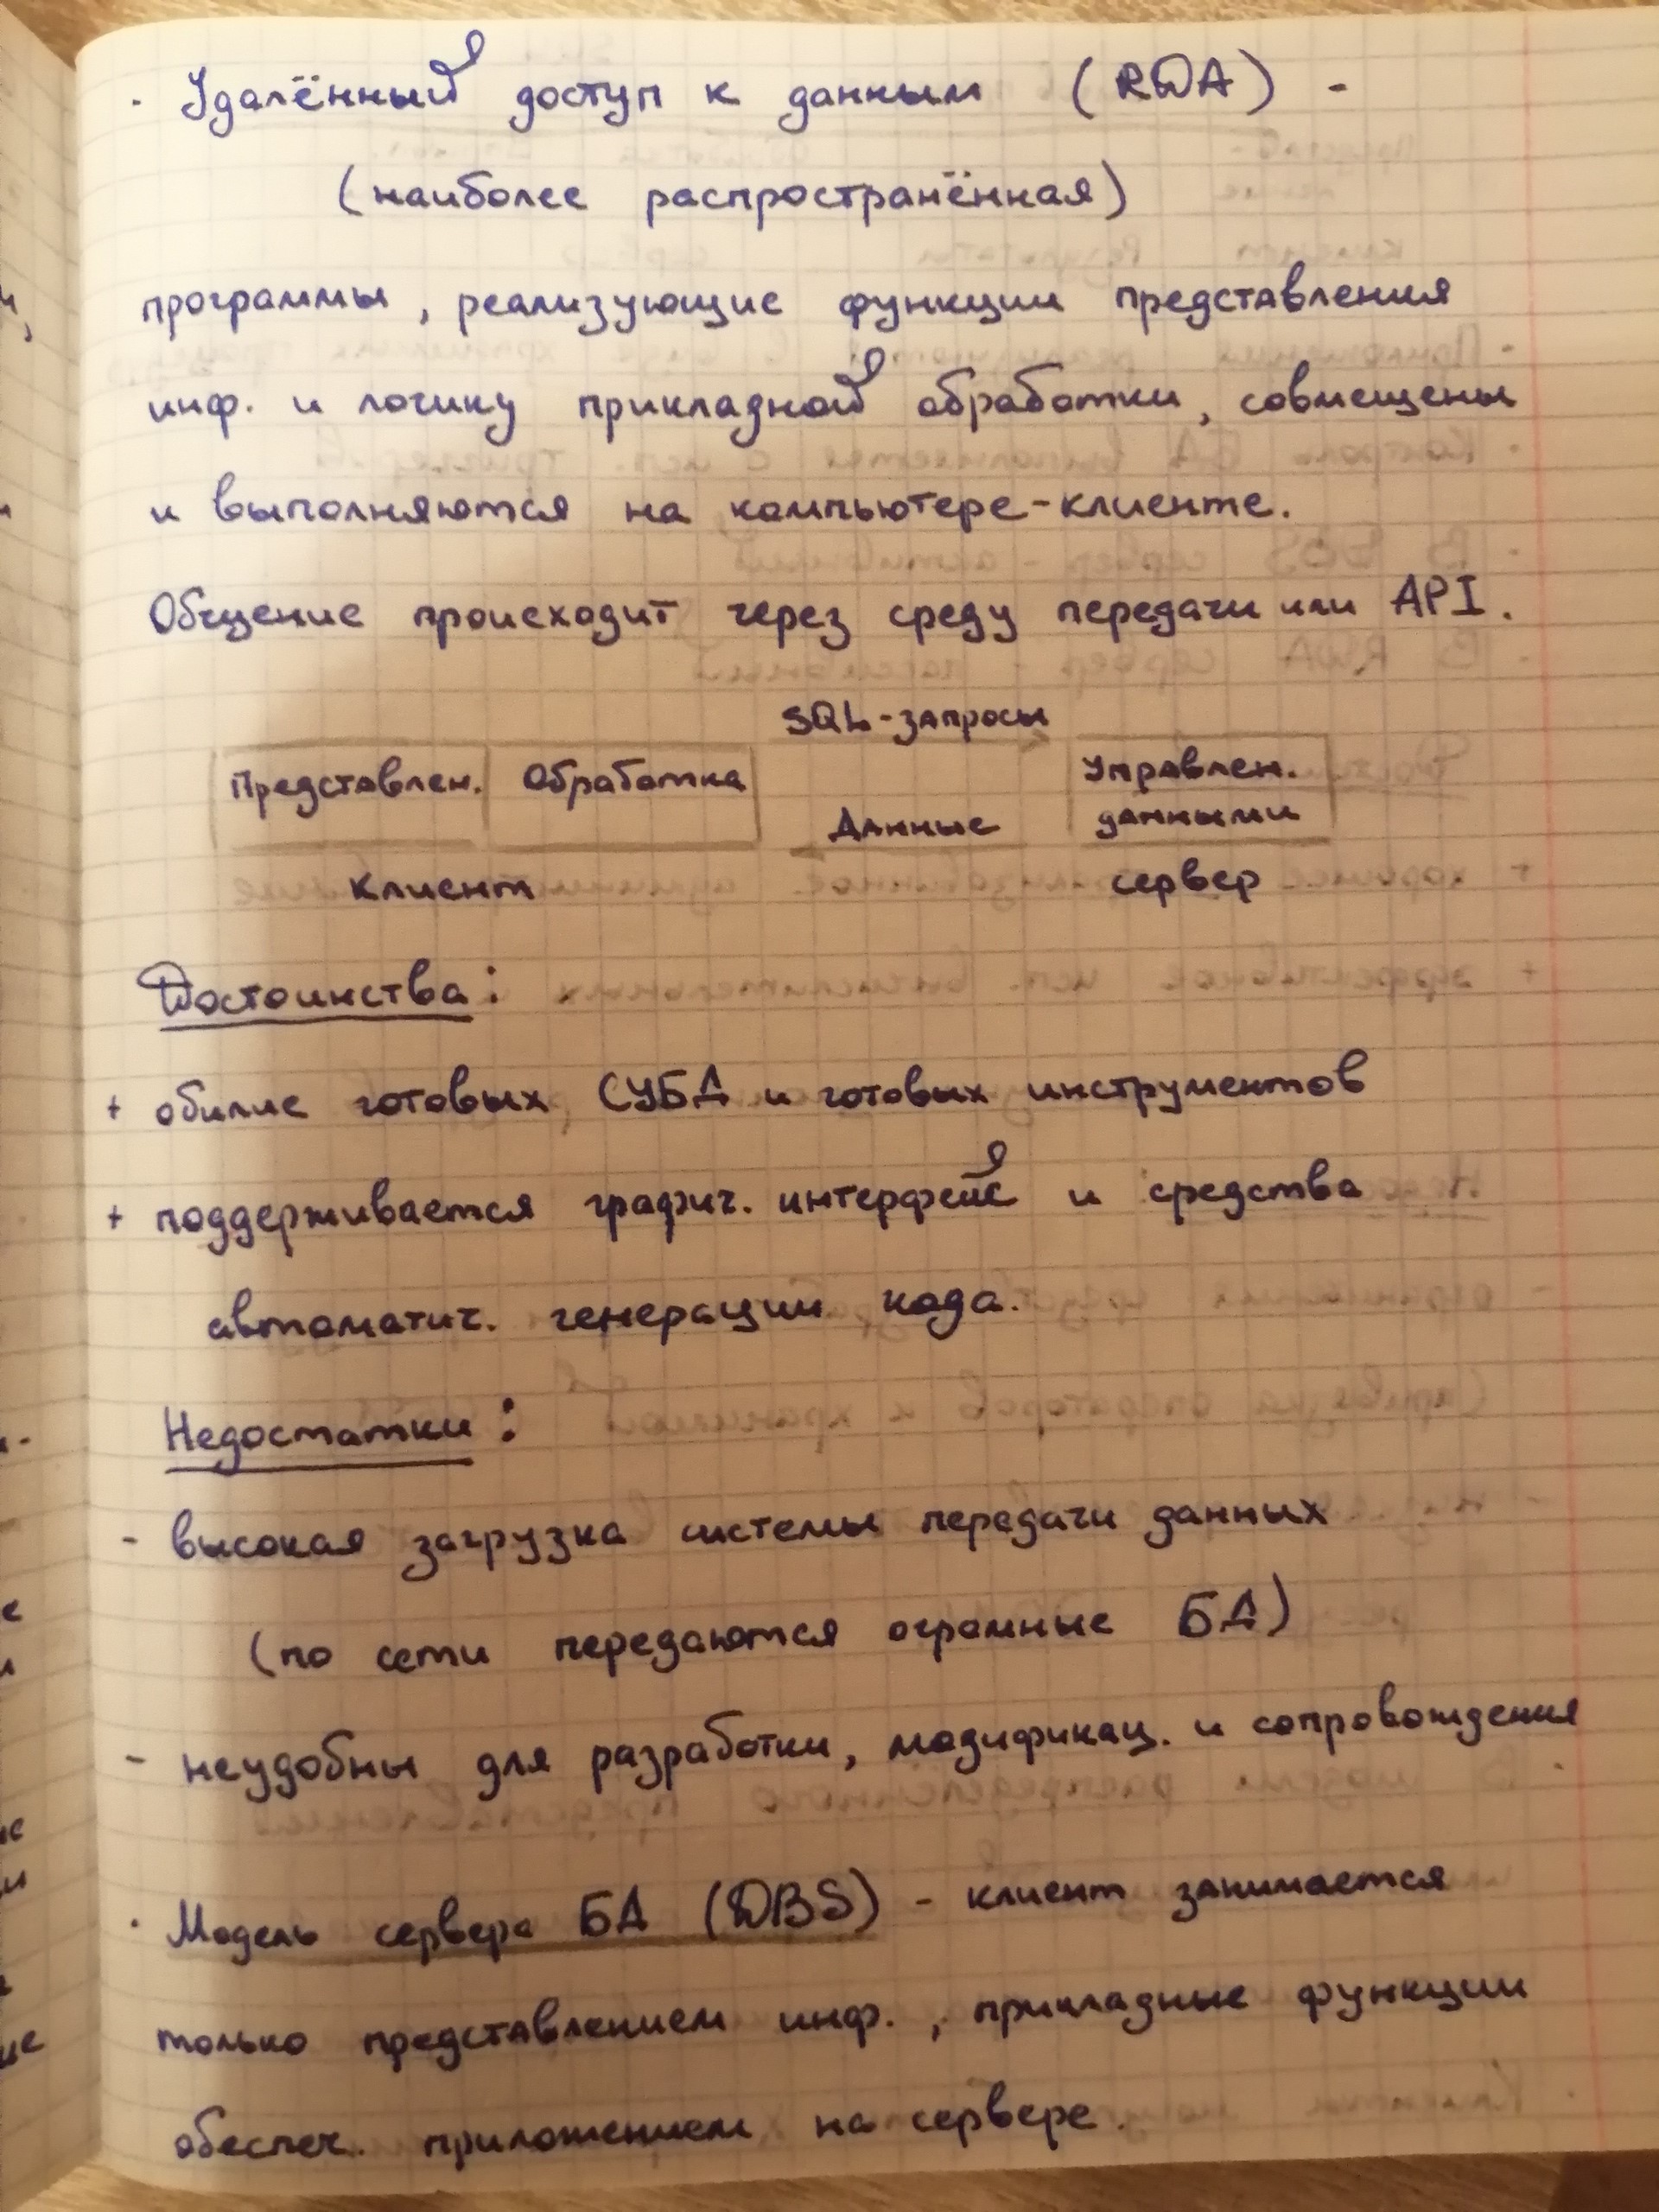 · Удалённый доступ к данным (RDA) -
(наиболее распространённая)
программы, реализующие функции представления
инф. и логику прикладной обработки, совмещены
и выполняются на компьютере-клиенте.
Общение происходит через среду передачи или API.
SQL-запросы
Представлен. Обработка Управлен.
Данные данными
Клиент сервер
Достоинства:
+ обилие готовых СУБД и готовых инструментов
+ поддерживается графич. интерфейс и средства
автоматич. генерации кода.
Недостатки:
- высокая загрузка системы передачи данных
(по сети передаются огромные БД)
- неудобны для разработки, модификац. и сопровождения
· Модель сервера БД (DBS) - клиент занимается
только представлением инф., прикладные функции
обеспеч. приложением на сервере.